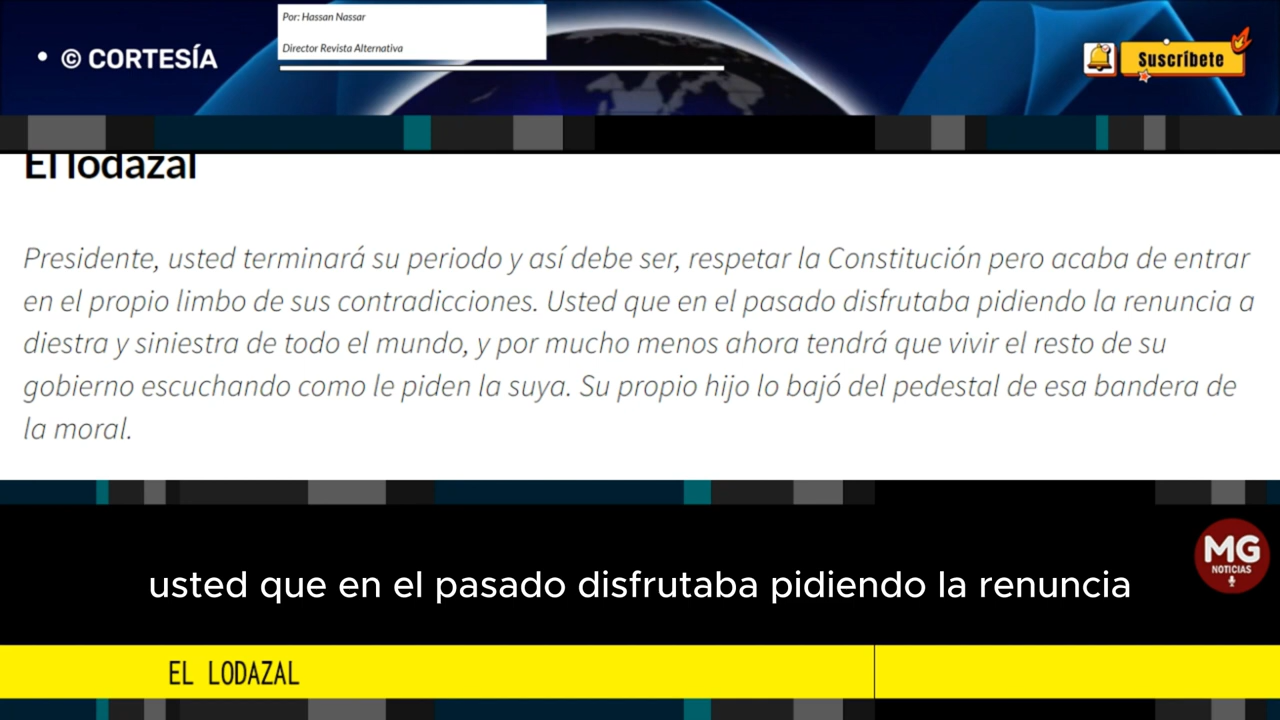 Por: Hassan Nassar
Director Revista Alternativa
• © CORTESÍA
Suscríbete
El lodazal
Presidente, usted terminará su periodo y así debe ser, respetar la Constitución pero acaba de entrar
en el propio limbo de sus contradicciones. Usted que en el pasado disfrutaba pidiendo la renuncia a
diestra y siniestra de todo el mundo, y por mucho menos ahora tendrá que vivir el resto de su
gobierno escuchando como le piden la suya. Su propio hijo lo bajó del pedestal de esa bandera de
la moral.
MG
NOTICIAS
usted que en el pasado disfrutaba pidiendo la renuncia
EL LODAZAL